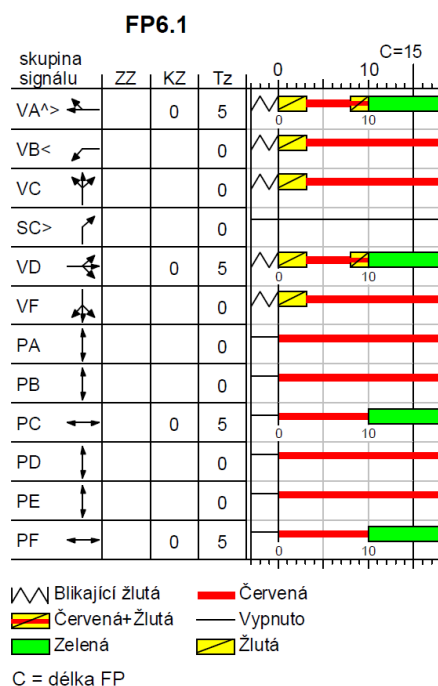 FP6.1
skupina signálu ZZ KZ Tz 0 10 C=15
VA^> 0 5 0 10
VB< 0
VC 0
SC> 0
VD 0 5 0 10
VF 0
PA 0
PB 0
PC 0 5 0 10
PD 0
PE 0
PF 0 5 0 10
Blikající žlutá Červená
Červená+Žlutá Vypnuto
Zelená Žlutá
C = délka FP